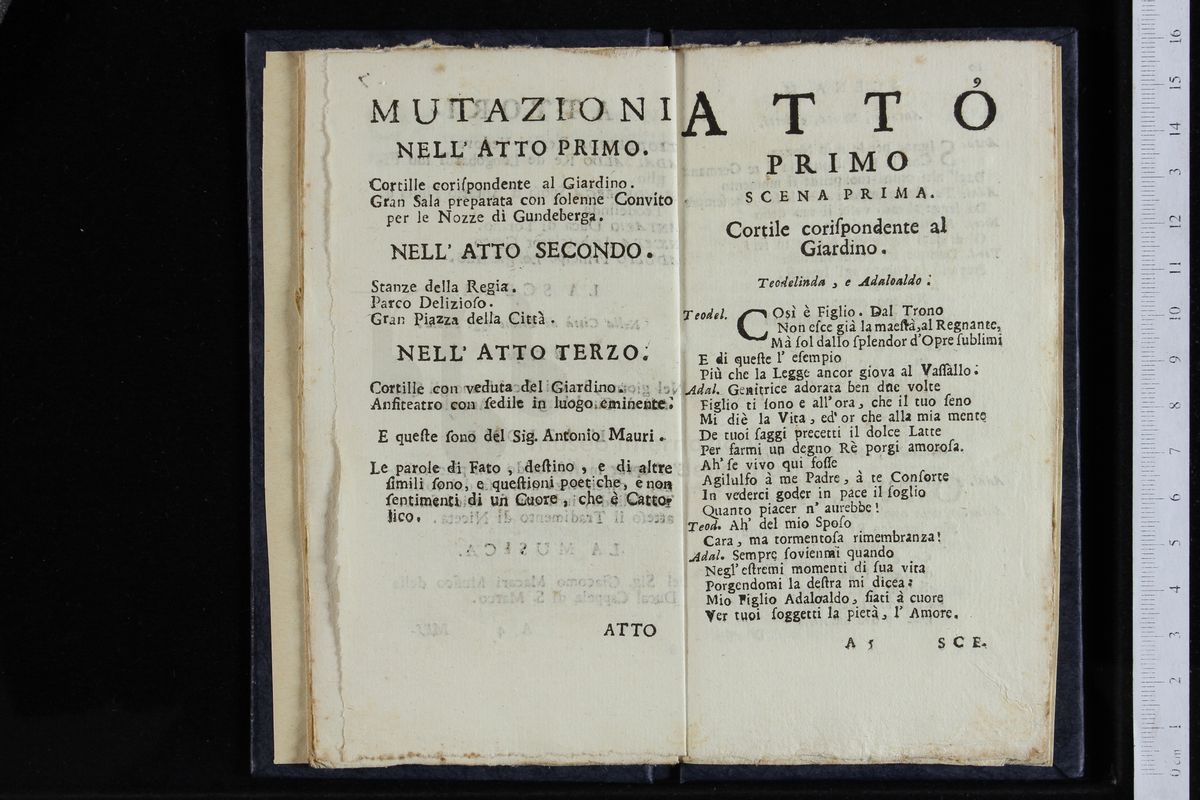 MUTAZIONI
NELL' ATTO PRIMO.
Cortille coriſpondente al Giardino.
Gran Sala preparata con ſolenne Convito
per le Nozze di Gundeberga.
NELL' ATTO SECONDO.
Stanze della Regia.
Parco Delizioſo.
Gran Piazza della Città.
NELL' ATTO TERZO.
Cortille con veduta del Giardino.
Anfiteatro con ſedile in luogo eminente.
E queſte ſono del Sig. Antonio Mauri.
Le parole di Fato, deſtino, e di altre
ſimili ſono, e queſtioni poetiche, e non
ſentimenti di un Cuore, che è Cattor
lico.
ATTO
ATTO
PRIMO
SCENA PRIMA.
Cortile coriſpondente al
Giardino.
Teodelinda, e Adaloaldo.
Teodel. COsì è Figlio. Dal Trono
Non eſce già la maeſtà, al Regnante,
Mà ſol dallo ſplendor d'Opre ſublimi
E di queſte l' eſempio
Più che la Legge ancor giova al Vaſſallo.
Adal. Genitrice adorata ben due volte
Figlio ti ſono e all'ora, che il tuo ſeno
Mi diè la Vita, ed' or che alla mia mente
De tuoi ſaggi precetti il dolce Latte
Per farmi un degno Rè porgi amoroſa.
Ah' ſe vivo qui foſſe
Agilulfo à me Padre, à te Conſorte
In vederci goder in pace il ſoglio
Quanto piacer n' aurebbe!
Teod. Ah' del mio Spoſo
Cara, ma tormentoſa rimembranza!
Adal. Sempre ſovienmi quando
Negl' eſtremi momenti di ſua vita
Porgendomi la deſtra mi dicea:
Mio Figlio Adaloaldo, ſiati à cuore
Ver tuoi ſoggetti la pietà, l' Amore.
A 5 SCE.